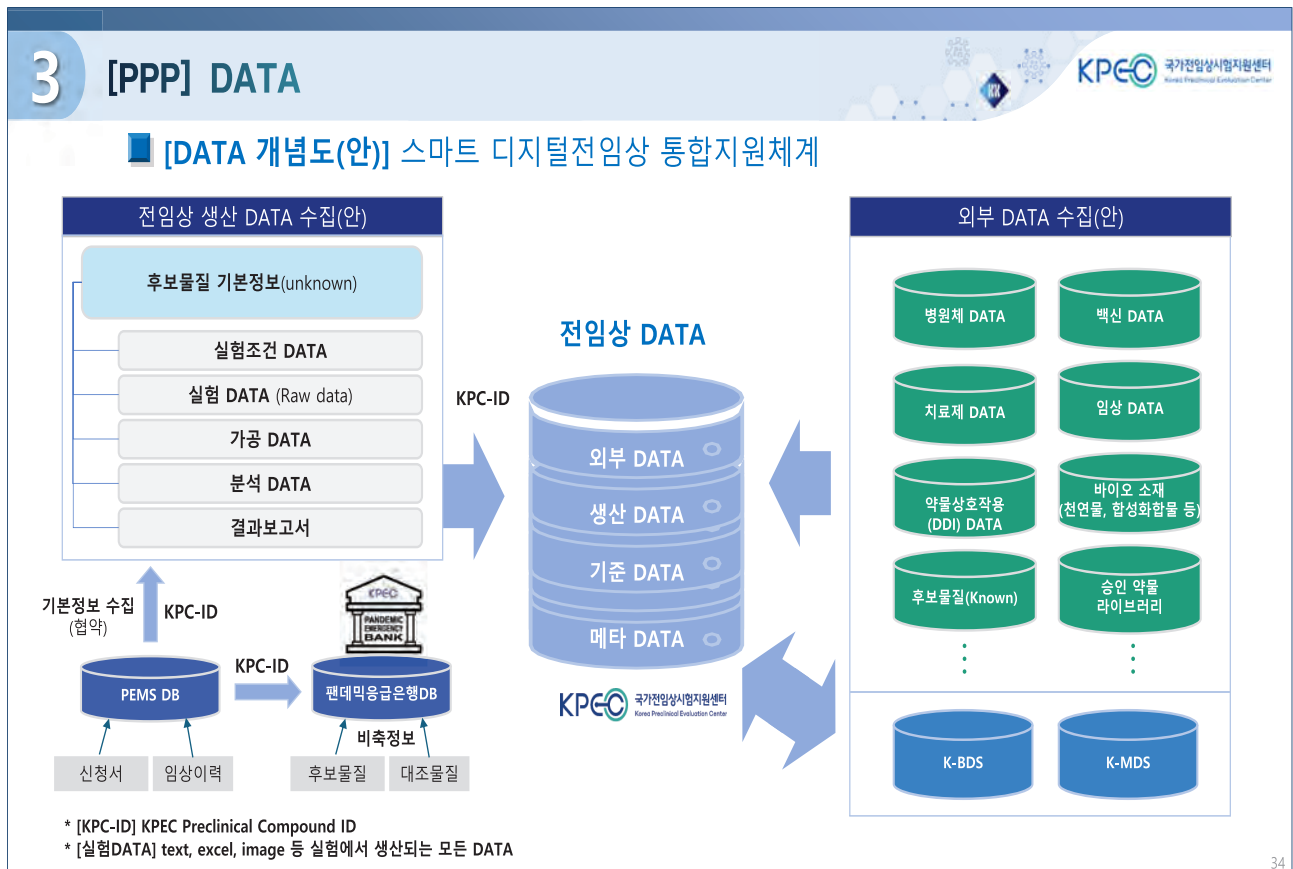 3
[PPP] DATA
KPEC 국가전임상시험지원센터
Korea Preclinical Evaluation Center
[DATA 개념도(안)] 스마트 디지털전임상 통합지원체계
전임상 생산 DATA 수집(안)
후보물질 기본정보(unknown)
실험조건 DATA
실험 DATA (Raw data)
가공 DATA
분석 DATA
결과보고서
기본정보 수집
(협약)
KPC-ID
KPEC
PANDEMIC
EMERGENCY
BANK
PEMS DB
KPC-ID
팬데믹응급은행DB
비축정보
신청서
임상이력
후보물질
대조물질
KPC-ID
전임상 DATA
외부 DATA
생산 DATA
기준 DATA
메타 DATA
KPEC 국가전임상시험지원센터
Korea Preclinical Evaluation Center
외부 DATA 수집(안)
병원체 DATA
백신 DATA
치료제 DATA
임상 DATA
약물상호작용
(DDI) DATA
바이오 소재
(천연물, 합성화합물 등)
후보물질(Known)
승인 약물
라이브러리
K-BDS
K-MDS
* [KPC-ID] KPEC Preclinical Compound ID
* [실험DATA] text, excel, image 등 실험에서 생산되는 모든 DATA
34